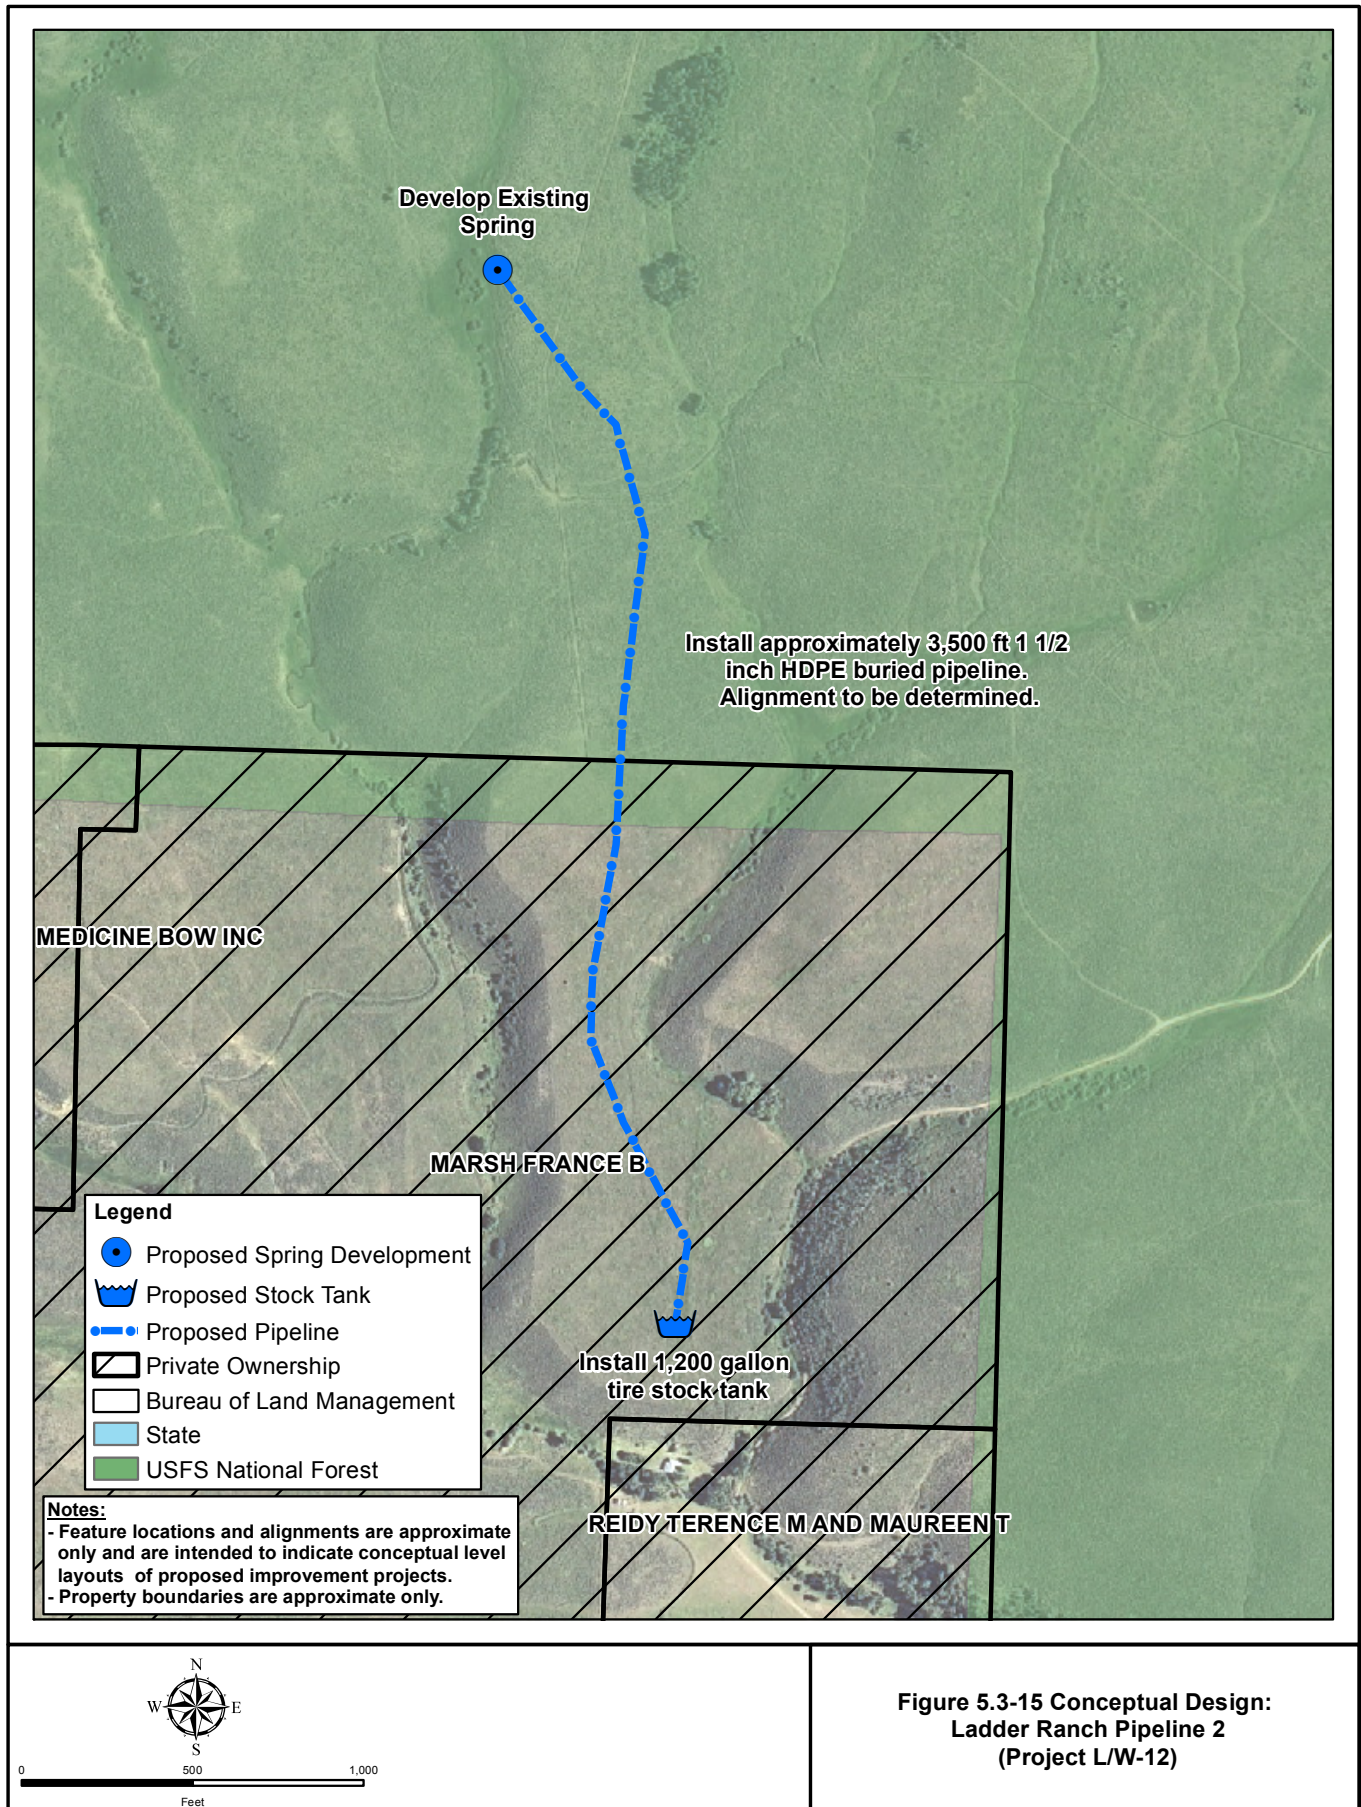 Develop Existing
Spring
Install approximately 3,500 ft 1 1/2
inch HDPE buried pipeline.
Alignment to be determined.
MEDICINE BOW INC
MARSH FRANCE B
Install 1,200 gallon
tire stock tank
REIDY TERENCE M AND MAUREEN T
Legend
Proposed Spring Development
Proposed Stock Tank
Proposed Pipeline
Private Ownership
Bureau of Land Management
State
USFS National Forest
Notes:
- Feature locations and alignments are approximate
only and are intended to indicate conceptual level
layouts of proposed improvement projects.
- Property boundaries are approximate only.
N
W E
S
0 500 1,000
Feet
Figure 5.3-15 Conceptual Design:
Ladder Ranch Pipeline 2
(Project L/W-12)